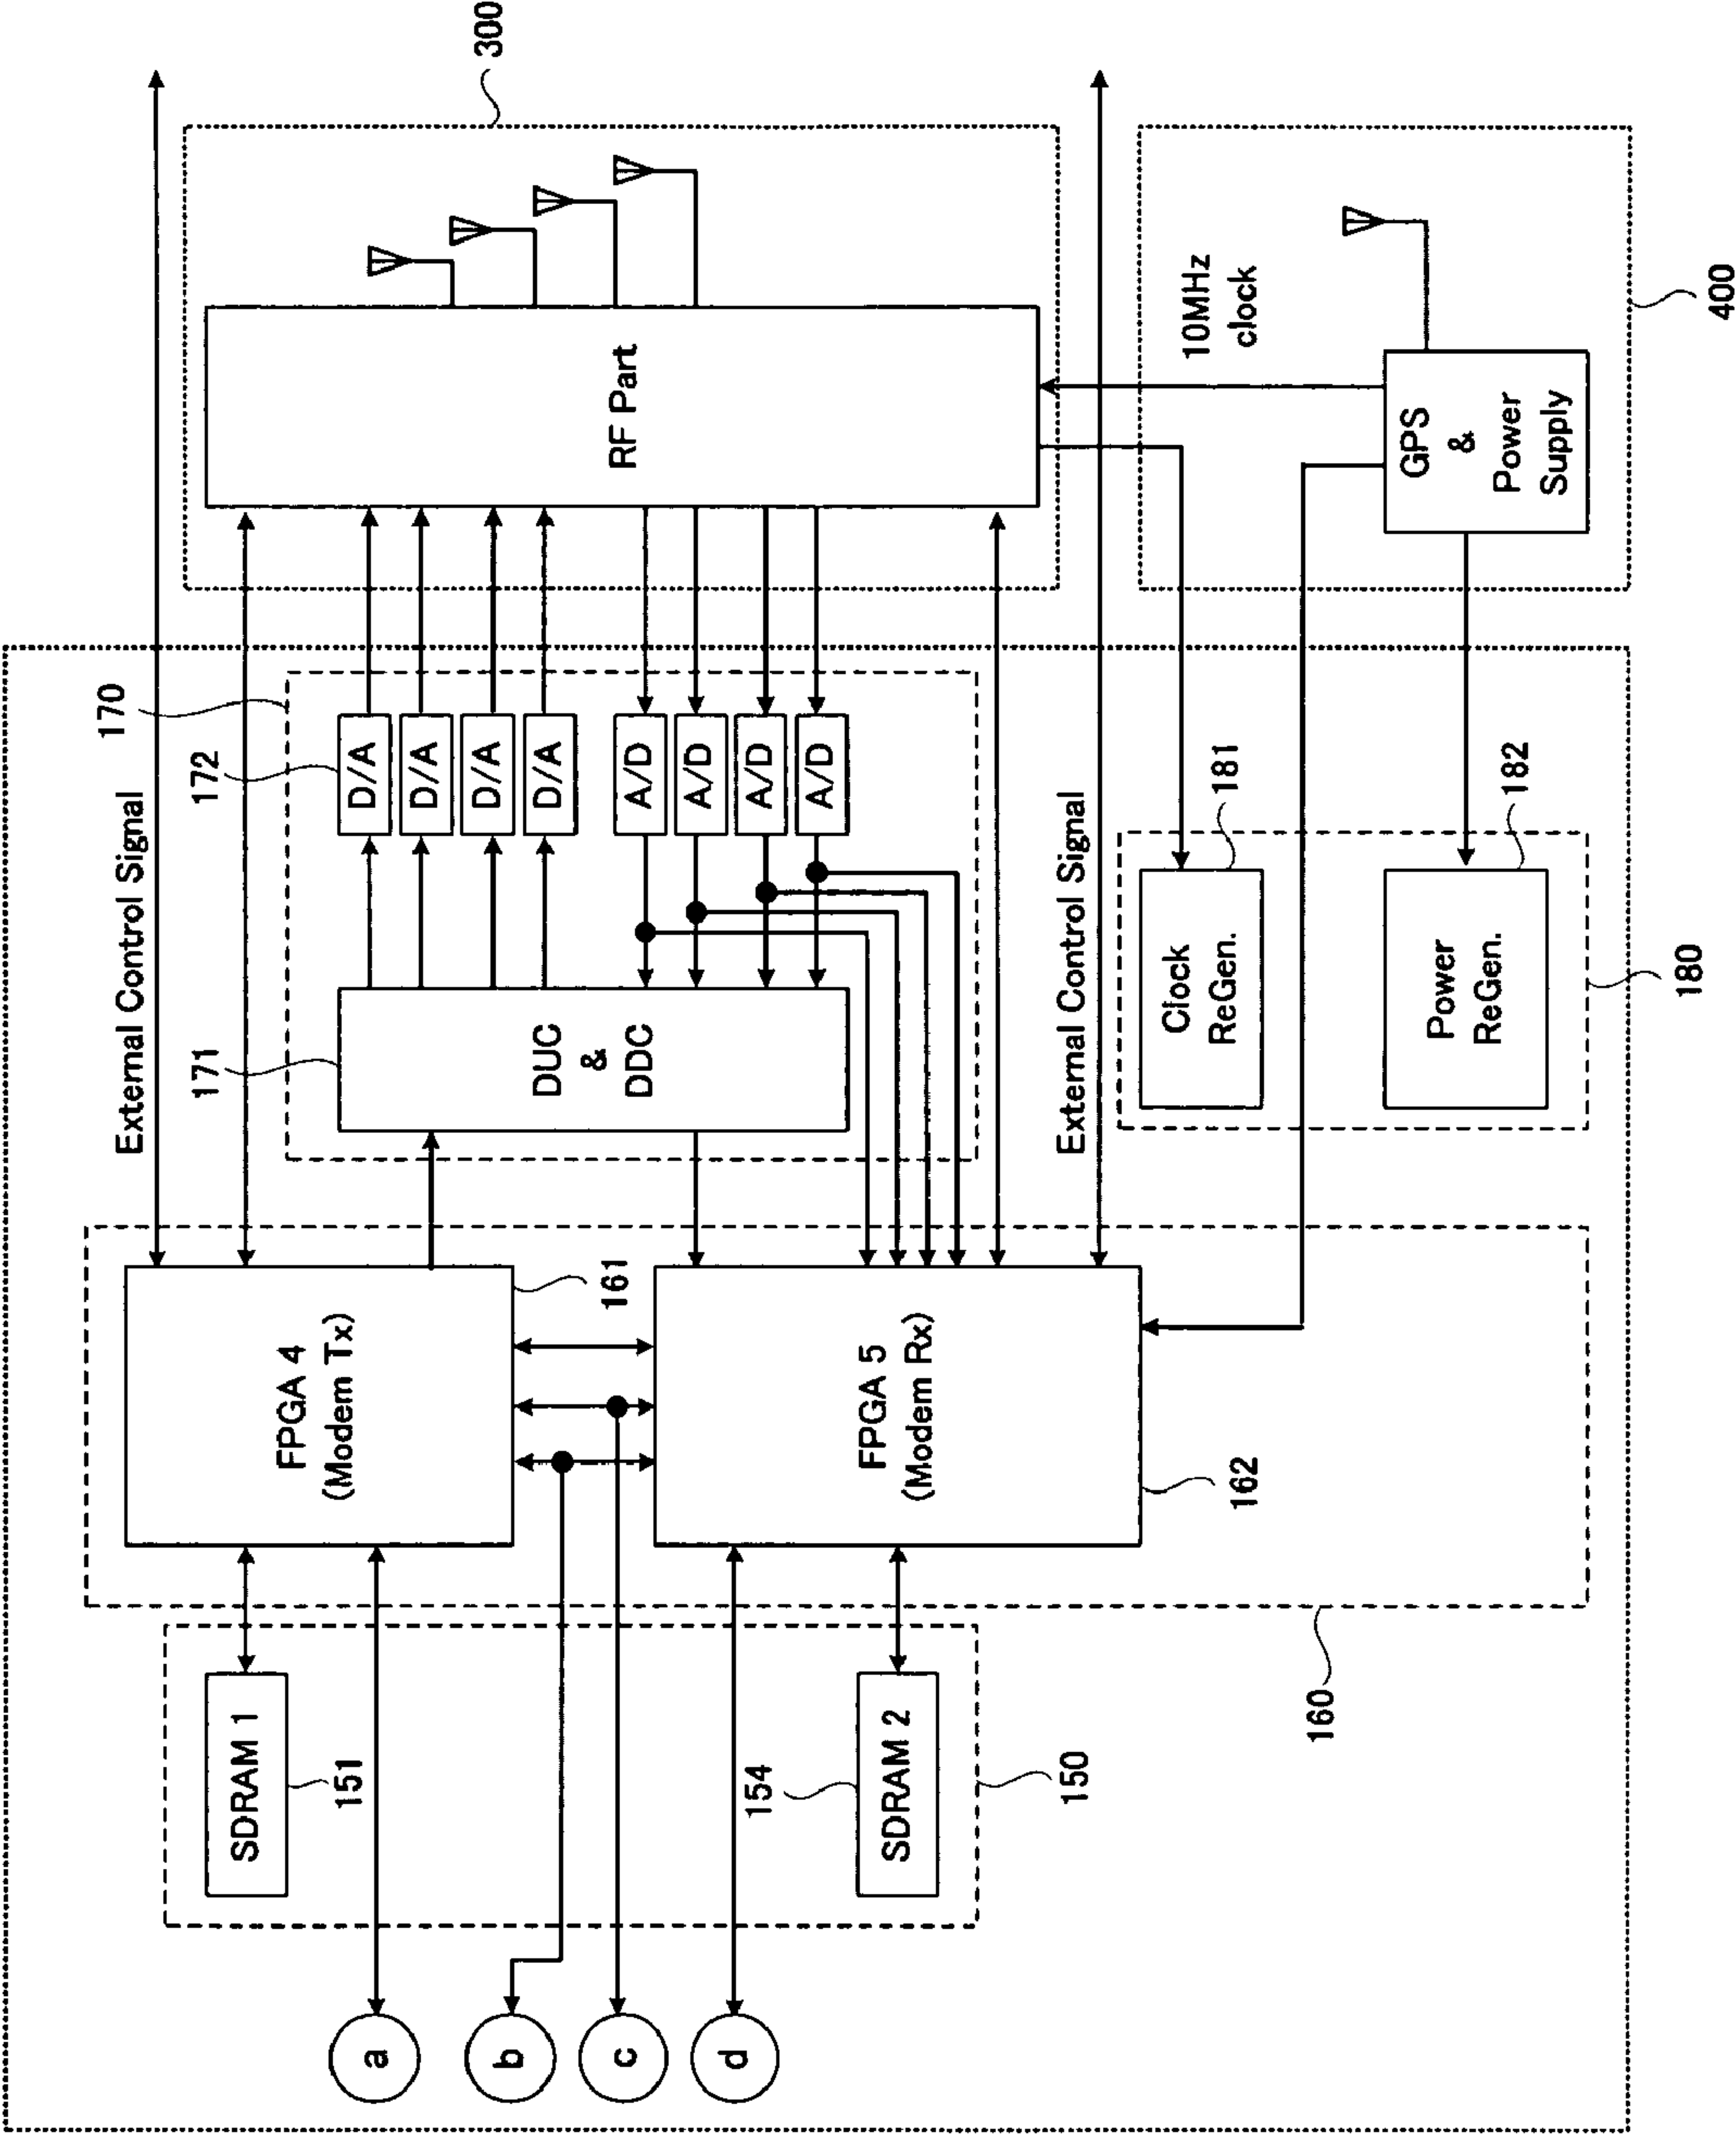 300
External Control Signal
170
172
D/A
D/A
D/A
D/A
A/D
A/D
A/D
A/D
RF Part
171
DUC
&
DDC
External Control Signal
10MHz
clock
GPS
&
Power
Supply
400
181
Clock
ReGen.
182
Power
ReGen.
180
FPGA 4
(Modem Tx)
161
FPGA 5
(Modem Rx)
162
160
SDRAM 1
151
154
SDRAM 2
150
a
b
c
d